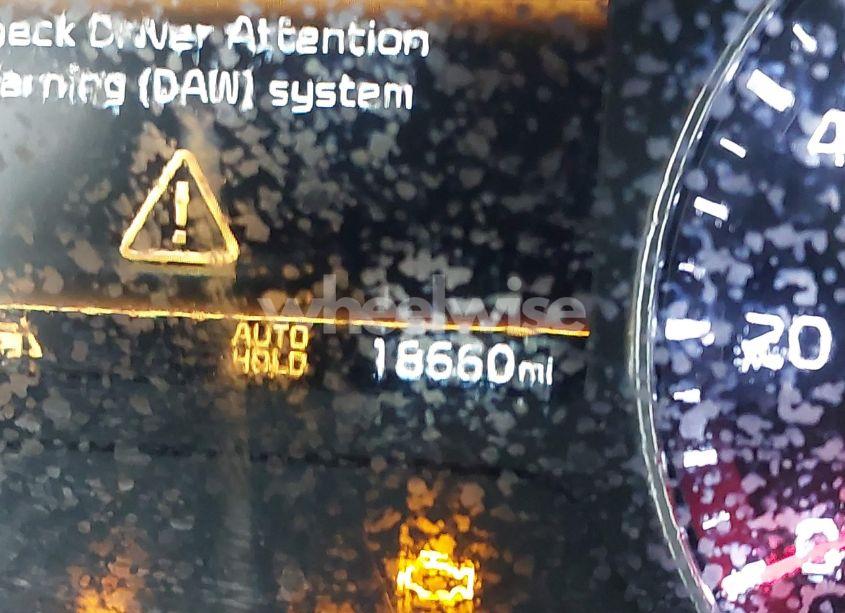 eck Driver Attention
arning (DAW) system
wheelwise
AUTO
HOLD
18660mi
20